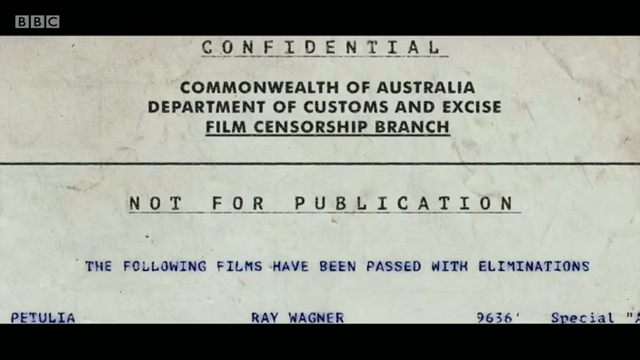 BBC
CONFIDENTIAL
COMMONWEALTH OF AUSTRALIA
DEPARTMENT OF CUSTOMS AND EXCISE
FILM CENSORSHIP BRANCH
NOT FOR PUBLICATION
THE FOLLOWING FILMS HAVE BEEN PASSED WITH ELIMINATIONS
PETULIA RAY WAGNER 9636' Special "A